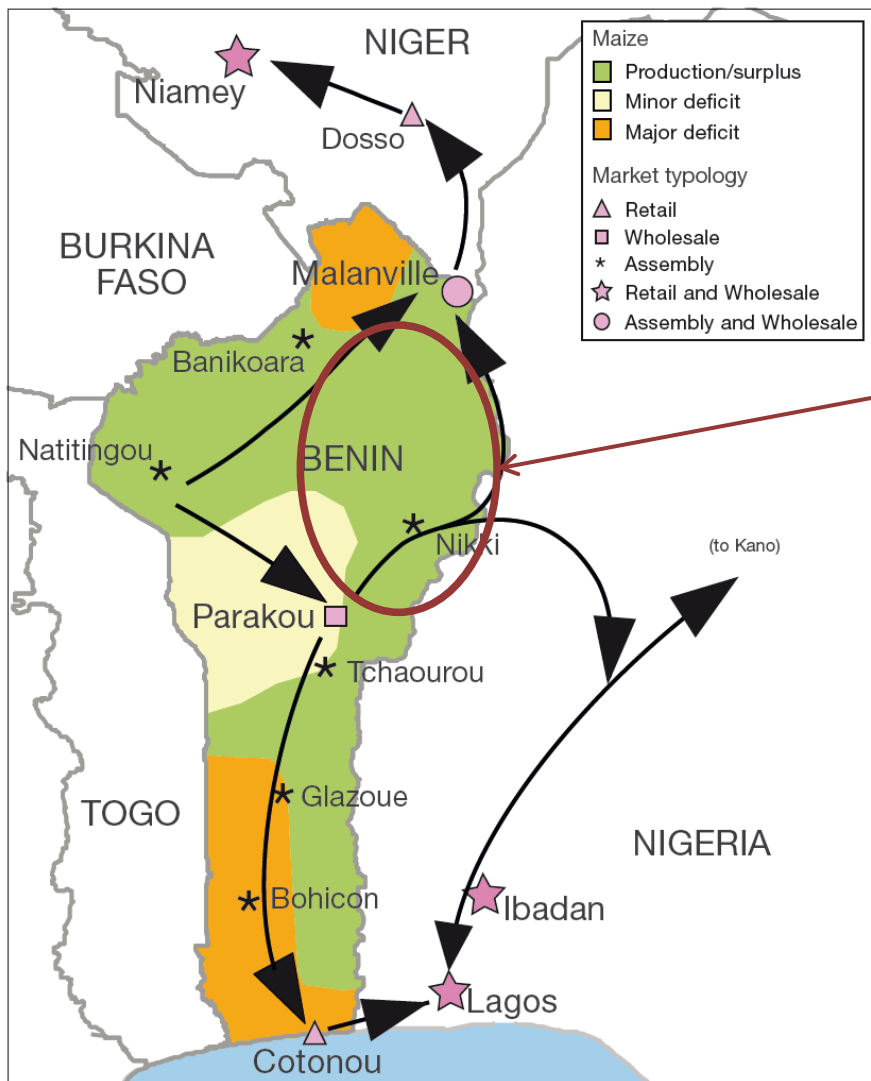 NIGER
Niamey
Dosso
BURKINA
FASO
Malanville
Banikoara
Natitingou
BENIN
Nikki
(to Kano)
Parakou
Tchaourou
Glazoue
TOGO
NIGERIA
Bohicon
Ibadan
Lagos
Cotonou
Maize
Production/surplus
Minor deficit
Major deficit
Market typology
Retail
Wholesale
Assembly
Retail and Wholesale
Assembly and Wholesale